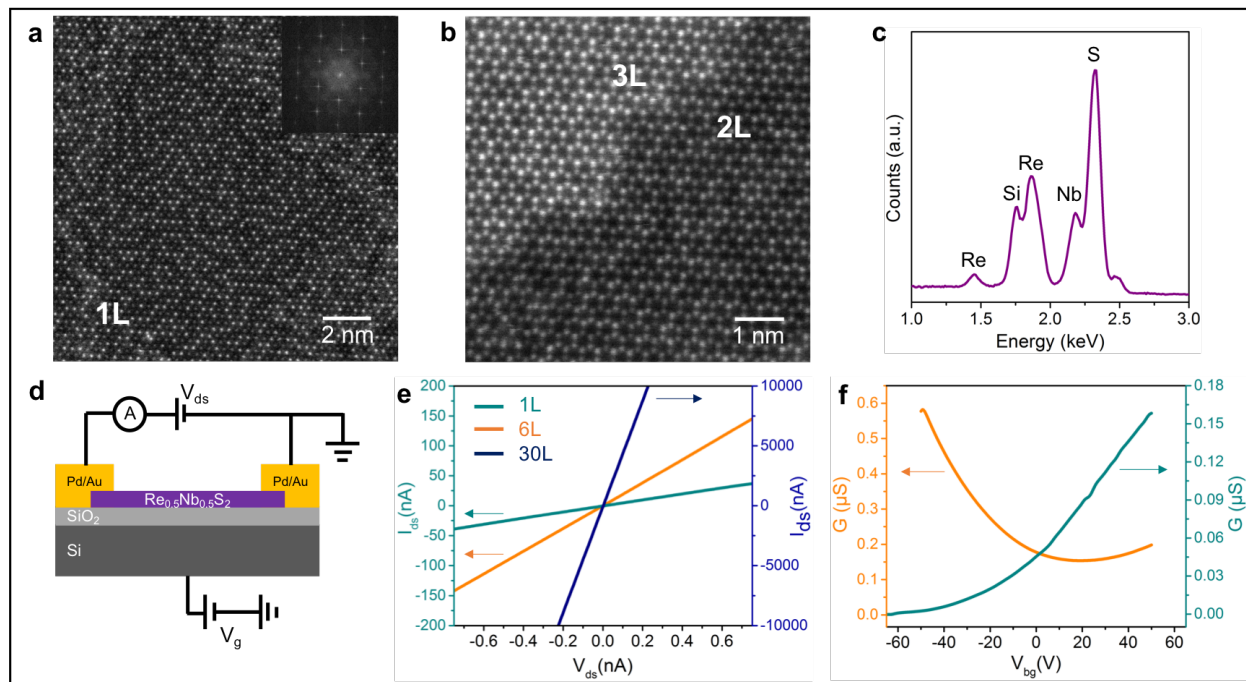 a
1L
2 nm
b
3L
2L
1 nm
c
Counts (a.u.)
Re
Si
Re
Nb
S
1.0 1.5 2.0 2.5 3.0
Energy (keV)
d
A
V_ds
Pd/Au
Pd/Au
Re_0.5Nb_0.5S_2
SiO_2
Si
V_g
e
I_ds(nA)
200
150
100
50
0
-50
-100
-150
-200
1L
6L
30L
10000
5000
0
-5000
-10000
I_ds(nA)
-0.6 -0.4 -0.2 0.0 0.2 0.4 0.6
V_ds(nA)
f
G (µS)
0.6
0.5
0.4
0.3
0.2
0.1
0.0
0.18
0.15
0.12
0.09
0.06
0.03
0.00
G (µS)
-60 -40 -20 0 20 40 60
V_bg(V)